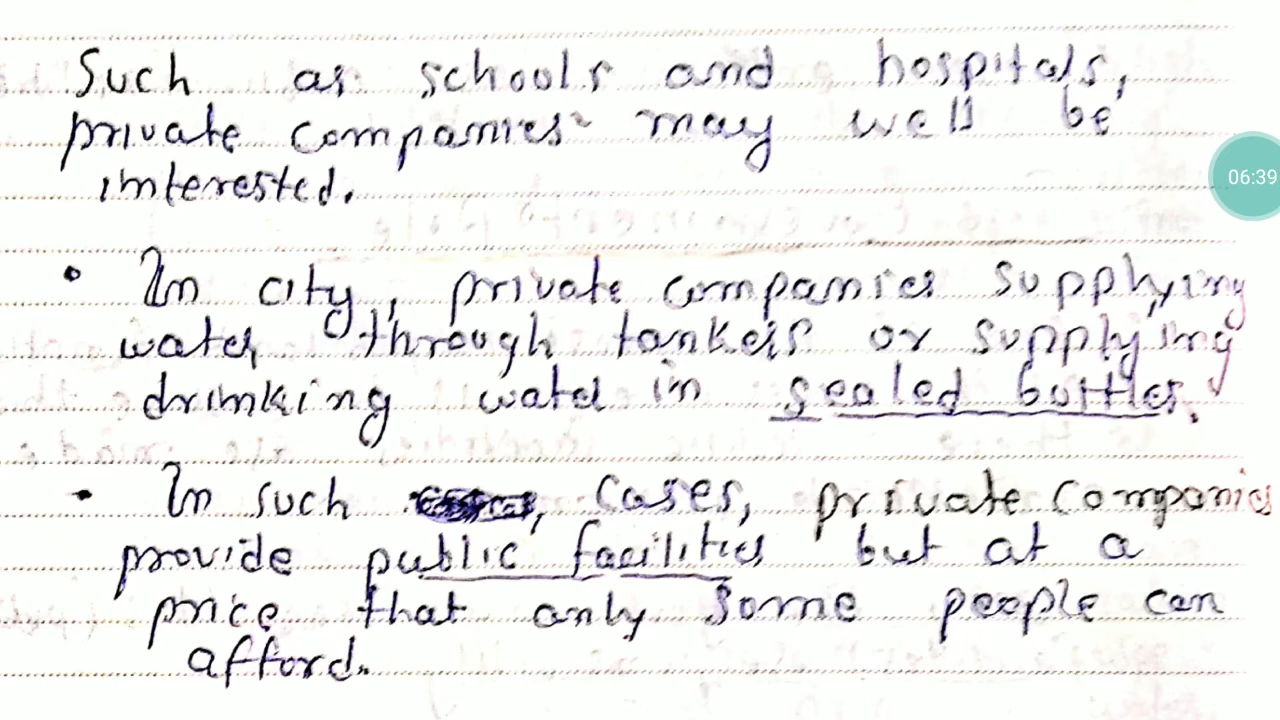 Such as schools and hospitals,
private companies may well be
interested.
• In city, private companies supplying
water through tankers or supplying
drinking water in sealed bottles.
• In such , cases, private companies
provide public facilities but at a
price that only some people can
afford.
06:39